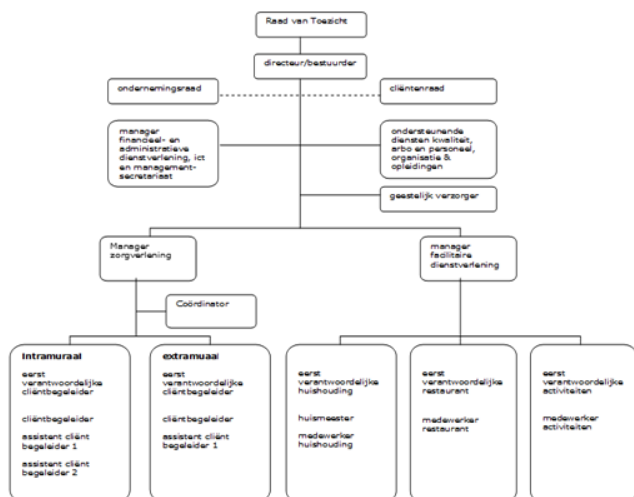 Raad van Toezicht
directeur/bestuurder
ondernemingsraad
cliëntenraad
manager
financieel- en
administratieve
dienstverlening, ict
en management-
secretariaat
ondersteunende
diensten kwaliteit,
arbo en personeel,
organisatie &
opleidingen
geestelijk verzorger
Manager
zorgverlening
manager
facilitaire
dienstverlening
Coördinator
Intramuraal
eerst
verantwoordelijke
cliëntbegeleider
cliëntbegeleider
assistent cliënt
begeleider 1
assistent cliënt
begeleider 2
extramuaal
eerst
verantwoordelijke
cliëntbegeleider
cliëntbegeleider
assistent cliënt
begeleider 1
eerst
verantwoordelijke
huishouding
huismeester
medewerker
huishouding
eerst
verantwoordelijke
restaurant
medewerker
restaurant
eerst
verantwoordelijke
activiteiten
medewerker
activiteiten